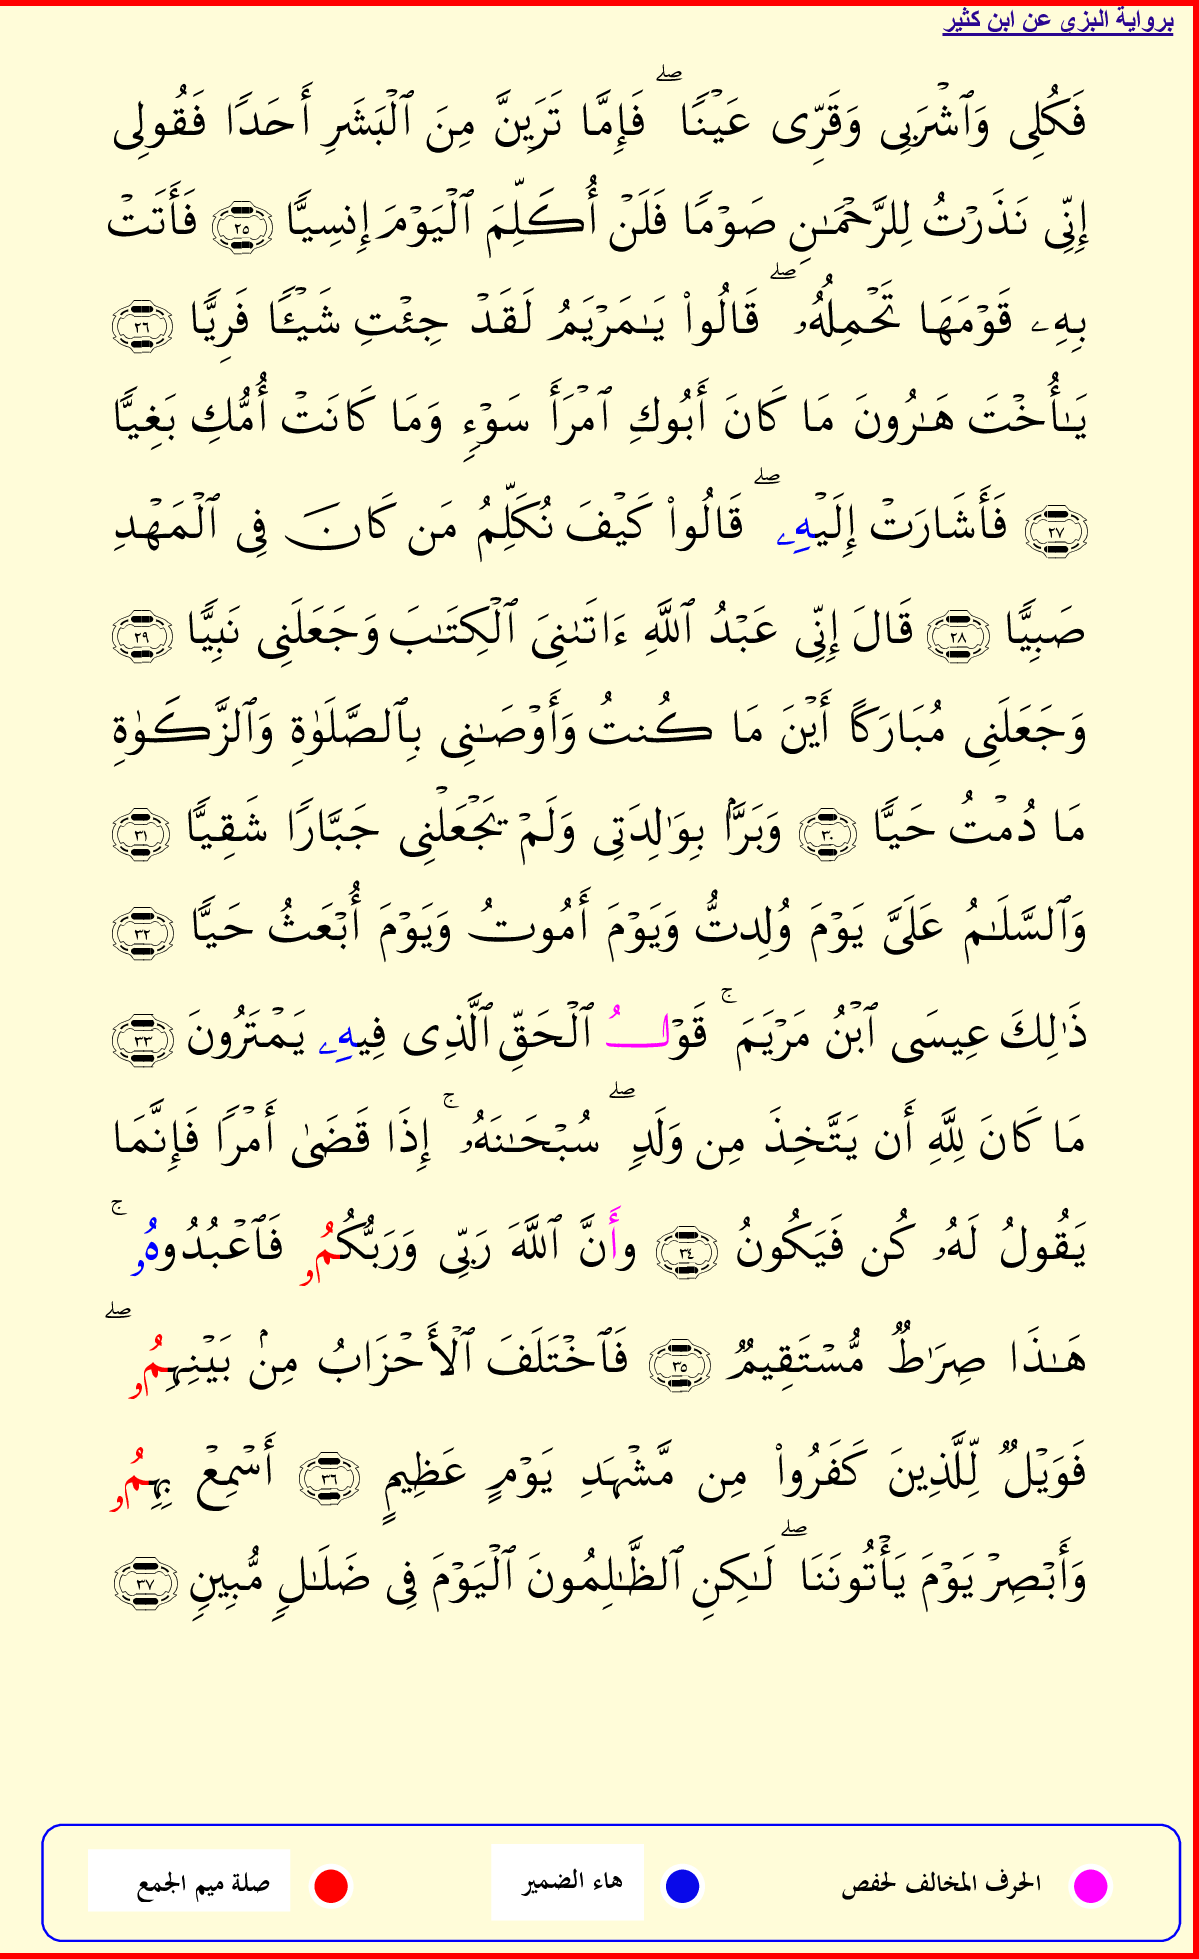 برواية البزي عن ابن كثير
فَكُلِى وَٱشْرَبِى وَقَرِّى عَيْنًا ۖ فَإِمَّا تَرَيِنَّ مِنَ ٱلْبَشَرِ أَحَدًا فَقُولِى
إِنِّى نَذَرْتُ لِلرَّحْمَـٰنِ صَوْمًا فَلَنْ أُكَلِّمَ ٱلْيَوْمَ إِنسِيًّا ٢٥ فَأَتَتْ
بِهِۦ قَوْمَهَا تَحْمِلُهُۥ ۖ قَالُوا۟ يَـٰمَرْيَمُ لَقَدْ جِئْتِ شَيْـًٔا فَرِيًّا ٢٦
يَـٰأُخْتَ هَـٰرُونَ مَا كَانَ أَبُوكِ ٱمْرَأَ سَوْءٍ وَمَا كَانَتْ أُمُّكِ بَغِيًّا
٢٧ فَأَشَارَتْ إِلَيْهِۦ ۖ قَالُوا۟ كَيْفَ نُكَلِّمُ مَن كَانَ فِى ٱلْمَهْدِ
صَبِيًّا ٢٨ قَالَ إِنِّى عَبْدُ ٱللَّهِ ءَاتَىٰنِىَ ٱلْكِتَـٰبَ وَجَعَلَنِى نَبِيًّا ٢٩
وَجَعَلَنِى مُبَارَكًا أَيْنَ مَا كُنتُ وَأَوْصَـٰنِى بِٱلصَّلَوٰةِ وَٱلزَّكَوٰةِ
مَا دُمْتُ حَيًّا ٣٠ وَبَرًّۢا بِوَٰلِدَتِى وَلَمْ يَجْعَلْنِى جَبَّارًا شَقِيًّا ٣١
وَٱلسَّلَـٰمُ عَلَىَّ يَوْمَ وُلِدتُّ وَيَوْمَ أَمُوتُ وَيَوْمَ أُبْعَثُ حَيًّا ٣٢
ذَٰلِكَ عِيسَى ٱبْنُ مَرْيَمَ ۚ قَوْلُ ٱلْحَقِّ ٱلَّذِى فِيهِۦ يَمْتَرُونَ ٣٣
مَا كَانَ لِلَّهِ أَن يَتَّخِذَ مِن وَلَدٍ ۖ سُبْحَـٰنَهُۥ ۚ إِذَا قَضَىٰ أَمْرًا فَإِنَّمَا
يَقُولُ لَهُۥ كُن فَيَكُونُ ٣٤ وأَنَّ ٱللَّهَ رَبِّى وَرَبُّكُمُۥ فَٱعْبُدُوهُۥ ۚ
هَـٰذَا صِرَٰطٌ مُّسْتَقِيمٌ ٣٥ فَٱخْتَلَفَ ٱلْأَحْزَابُ مِنۢ بَيْنِهِمُۥ ۖ
فَوَيْلٌ لِّلَّذِينَ كَفَرُوا۟ مِن مَّشْهَدِ يَوْمٍ عَظِيمٍ ٣٦ أَسْمِعْ بِهِمُۥ
وَأَبْصِرْ يَوْمَ يَأْتُونَنَا ۖ لَـٰكِنِ ٱلظَّـٰلِمُونَ ٱلْيَوْمَ فِى ضَلَـٰلٍ مُّبِينٍ ٣٧
الحرف المخالف لحفص هاء الضمير صلة ميم الجمع